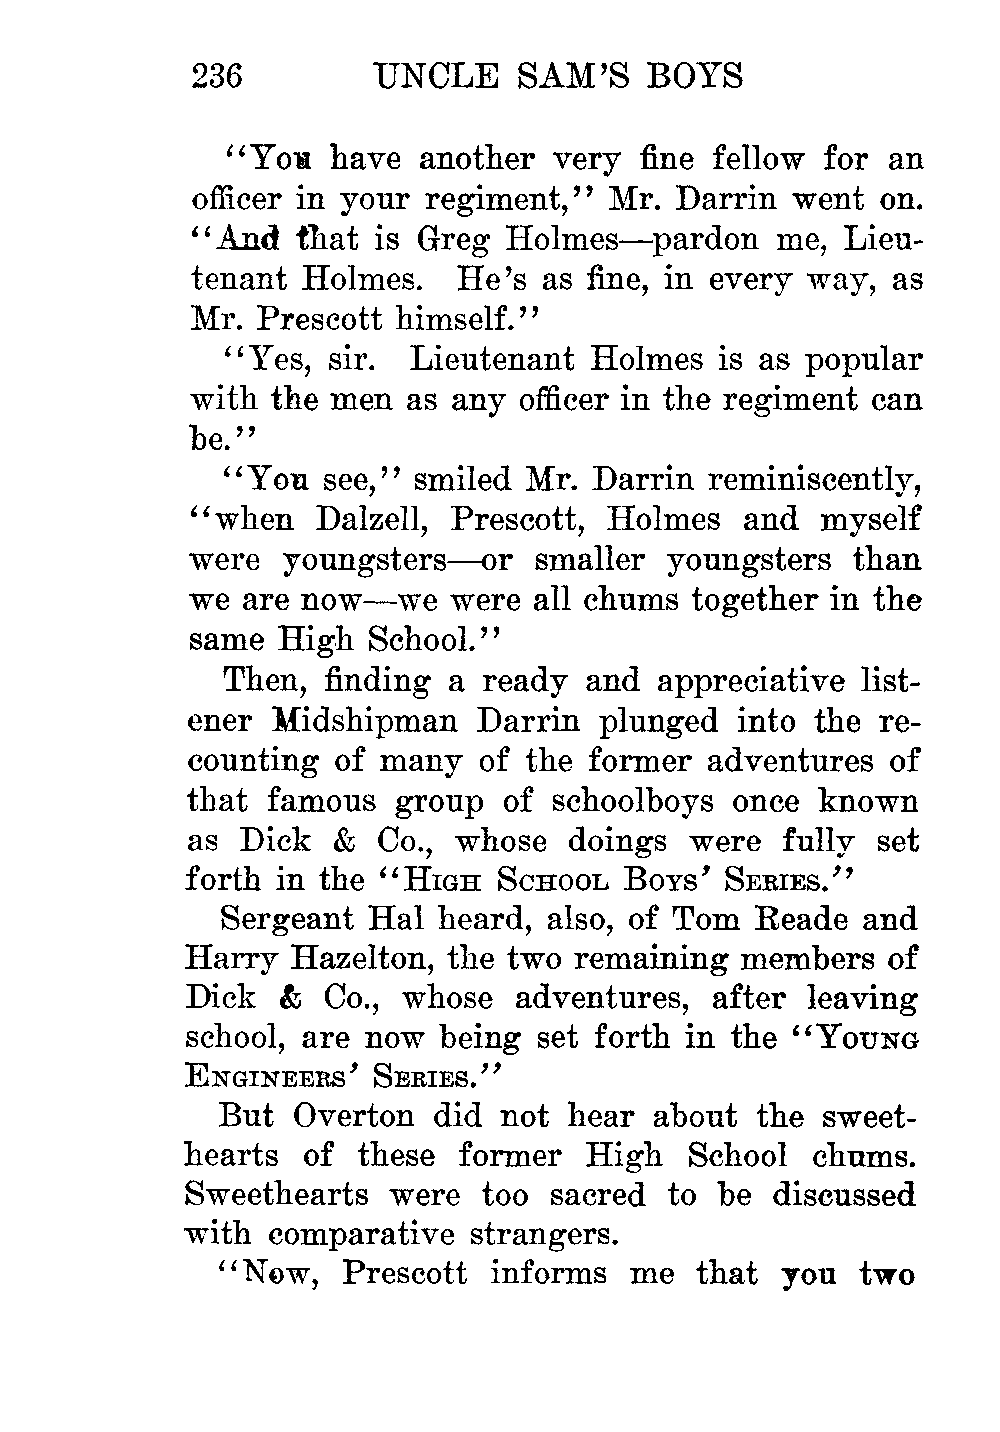 236 UNCLE SAM'S BOYS
"You have another very fine fellow for an
officer in your regiment," Mr. Darrin went on.
"And that is Greg Holmes—pardon me, Lieu-
tenant Holmes. He's as fine, in every way, as
Mr. Prescott himself."
"Yes, sir. Lieutenant Holmes is as popular
with the men as any officer in the regiment can
be."
"You see," smiled Mr. Darrin reminiscently,
"when Dalzell, Prescott, Holmes and myself
were youngsters—or smaller youngsters than
we are now—we were all chums together in the
same High School."
Then, finding a ready and appreciative list-
ener Midshipman Darrin plunged into the re-
counting of many of the former adventures of
that famous group of schoolboys once known
as Dick & Co., whose doings were fully set
forth in the "HIGH SCHOOL BOYS' SERIES."
Sergeant Hal heard, also, of Tom Reade and
Harry Hazelton, the two remaining members of
Dick & Co., whose adventures, after leaving
school, are now being set forth in the "YOUNG
ENGINEERS' SERIES."
But Overton did not hear about the sweet-
hearts of these former High School chums.
Sweethearts were too sacred to be discussed
with comparative strangers.
"Now, Prescott informs me that you two